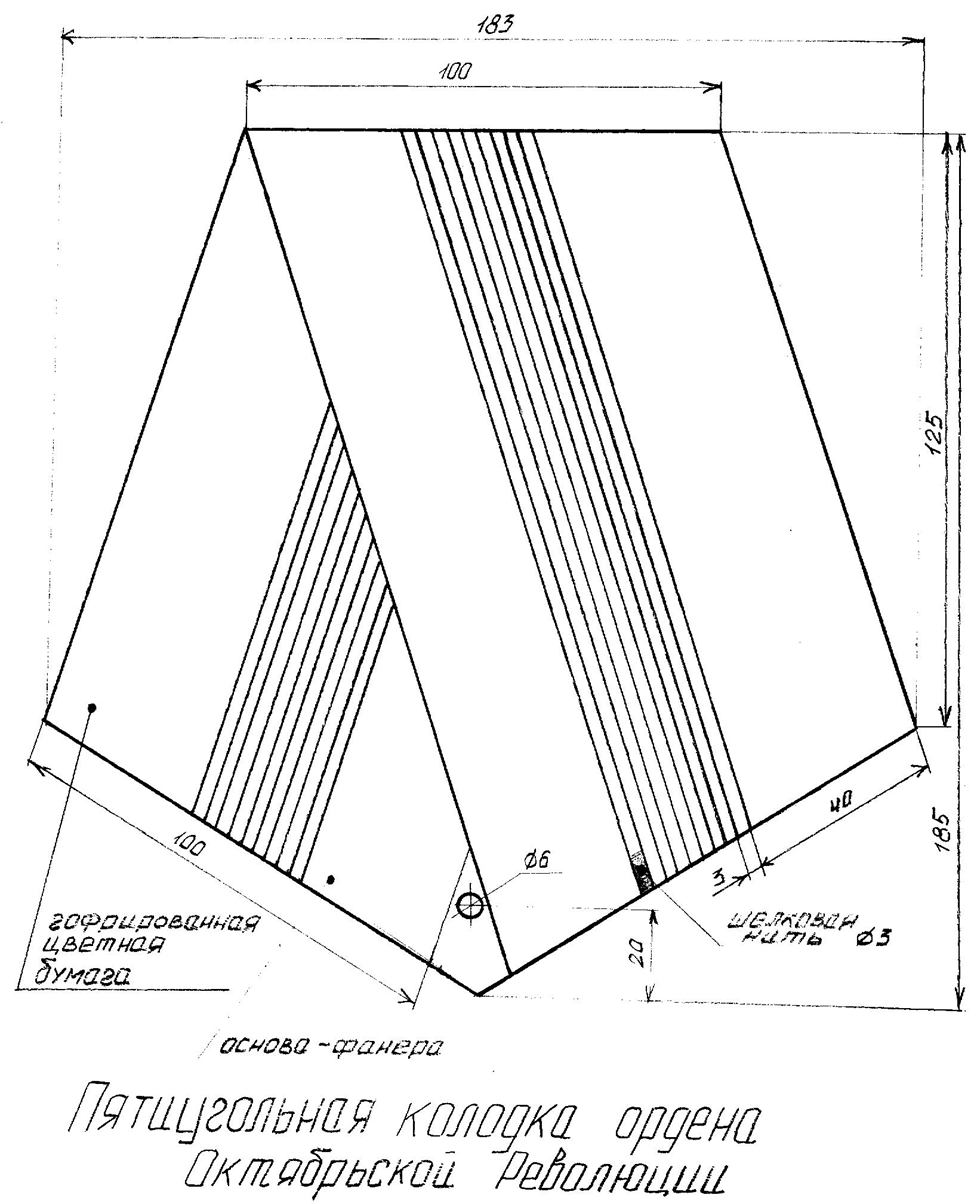 183
100
125
185
40
3
100
Ø6
гофрированная
цветная
бумага
шелковая
нить Ø3
20
основа-фанера
Пятиугольная колодка ордена
Октябрьской Революции